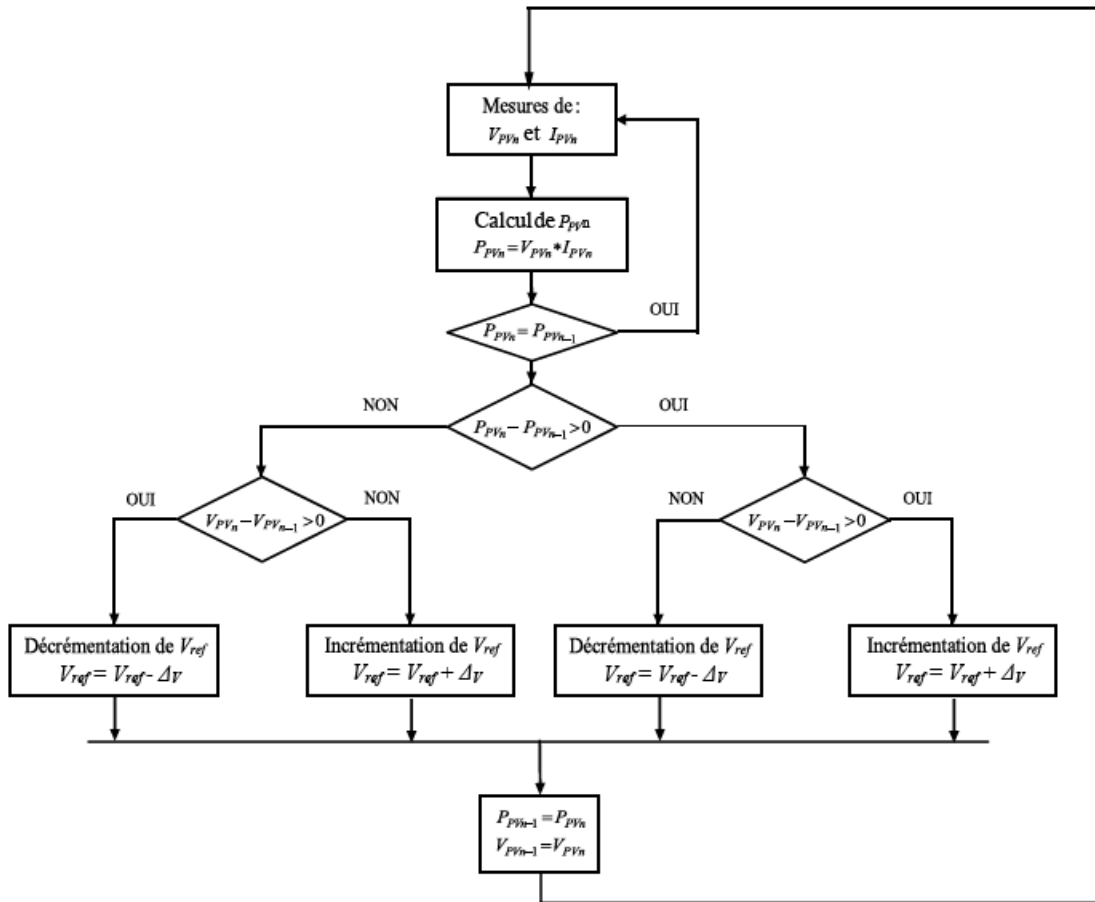 Mesures de :
V_PVn et I_PVn
Calcul de P_PVn
P_PVn = V_PVn * I_PVn
OUI
P_PVn = P_PVn–1
NON
OUI
P_PVn – P_PVn–1 > 0
OUI
NON
NON
OUI
V_PVn – V_PVn–1 > 0
V_PVn – V_PVn–1 > 0
Décrémentation de V_ref
V_ref = V_ref - Δ_V
Incrémentation de V_ref
V_ref = V_ref + Δ_V
Décrémentation de V_ref
V_ref = V_ref - Δ_V
Incrémentation de V_ref
V_ref = V_ref + Δ_V
P_PVn–1 = P_PVn
V_PVn–1 = V_PVn